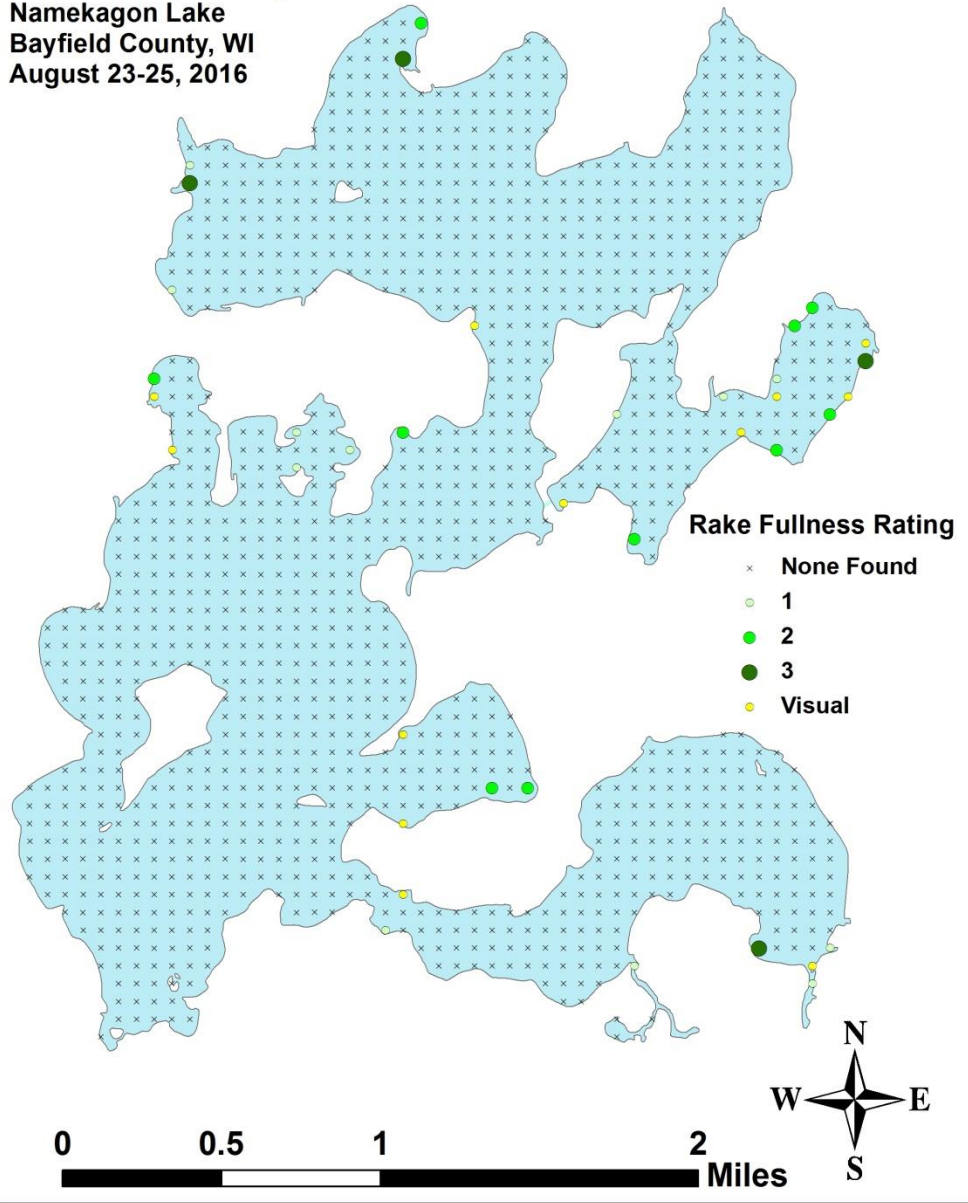 Namekagon Lake
Bayfield County, WI
August 23-25, 2016
Rake Fullness Rating
None Found
1
2
3
Visual
N
W E
S
0 0.5 1 2
Miles